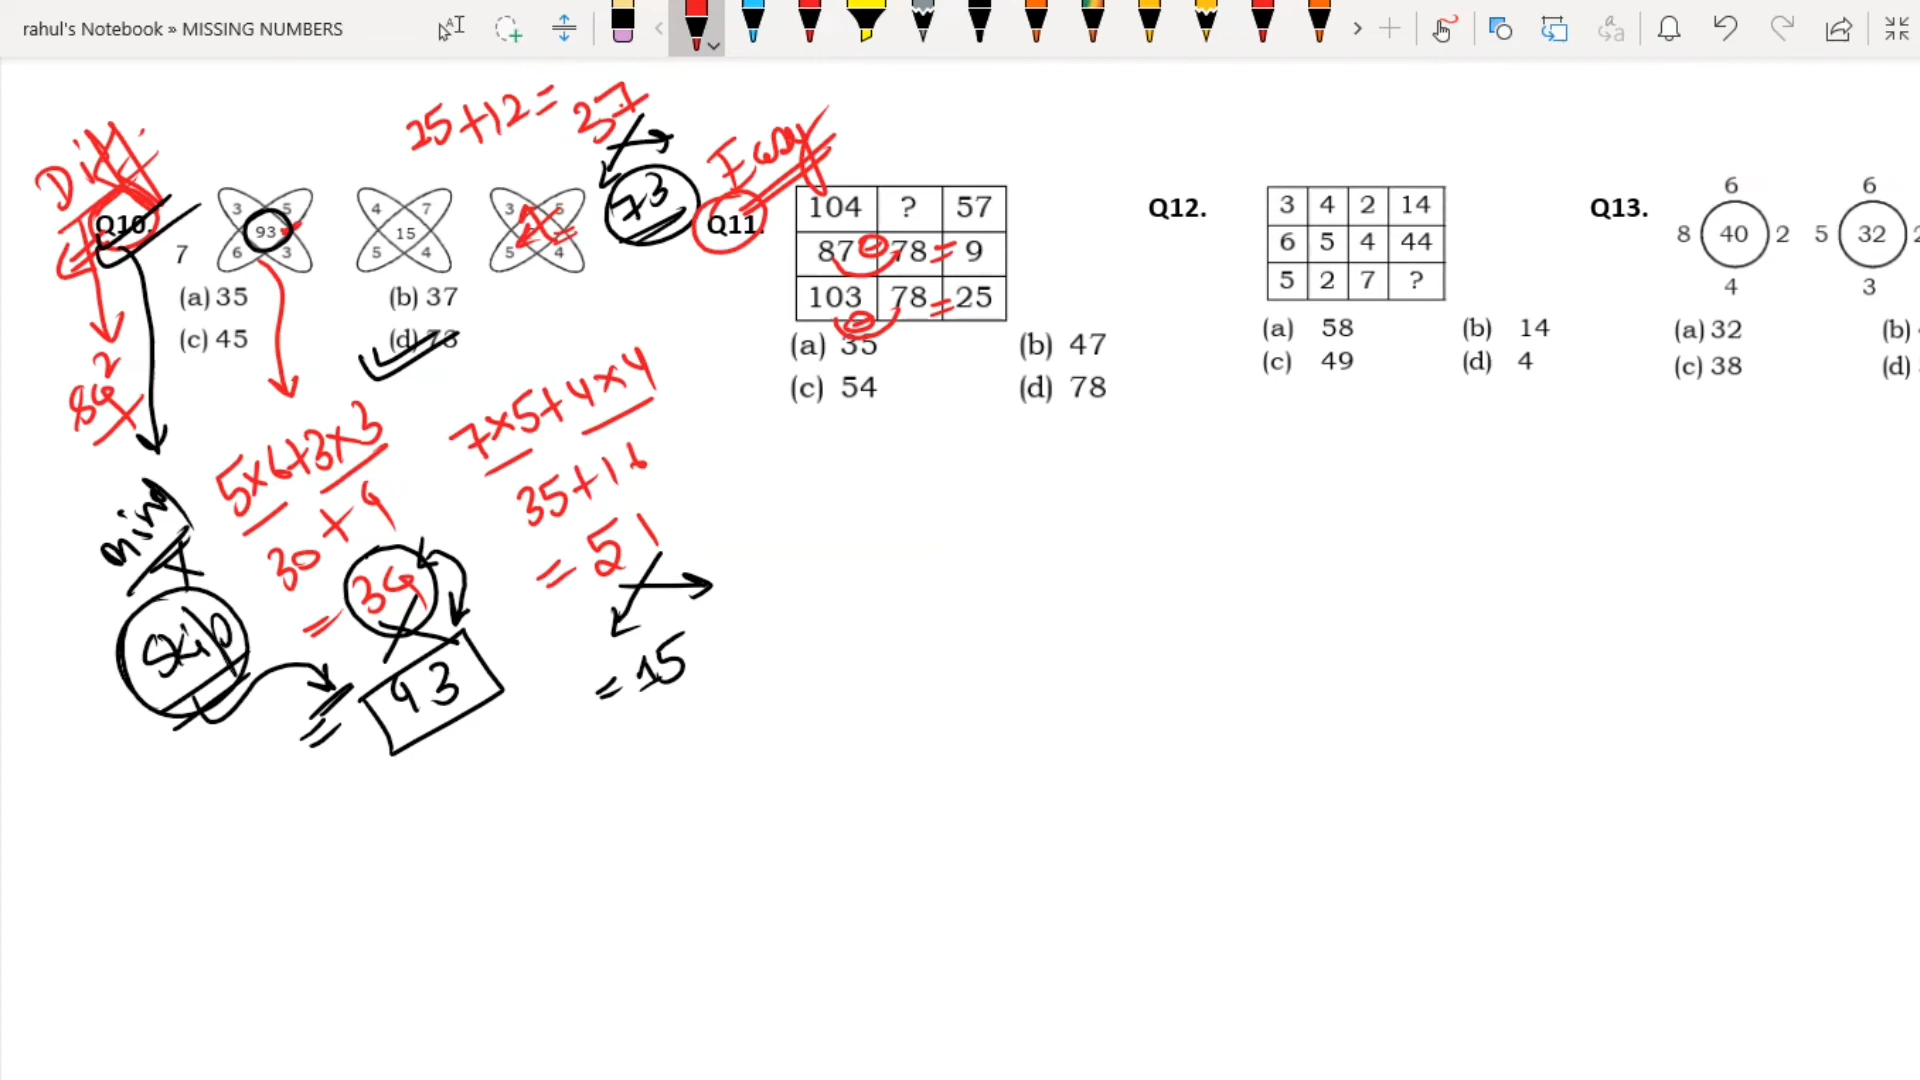 rahul's Notebook » MISSING NUMBERS
Diff.
Q10.
3 5 93 6 3
7
4 7 15 5 4
3 5 5 4
(a) 35 (b) 37
(c) 45 (d) 73
25+12= 37
73
8
5×6+3×3
30+9
= 39
93
7×5+4×4
35+16
= 51
= 15
Skip
Easy
Q11.
104 ? 57
87 - 78 = 9
103 - 78 = 25
(a) 35 (b) 47
(c) 54 (d) 78
Q12.
3 4 2 14
6 5 4 44
5 2 7 ?
(a) 58 (b) 14
(c) 49 (d) 4
Q13.
6 6
8 40 2 5 32 2
4 3
(a) 32 (b)
(c) 38 (d)